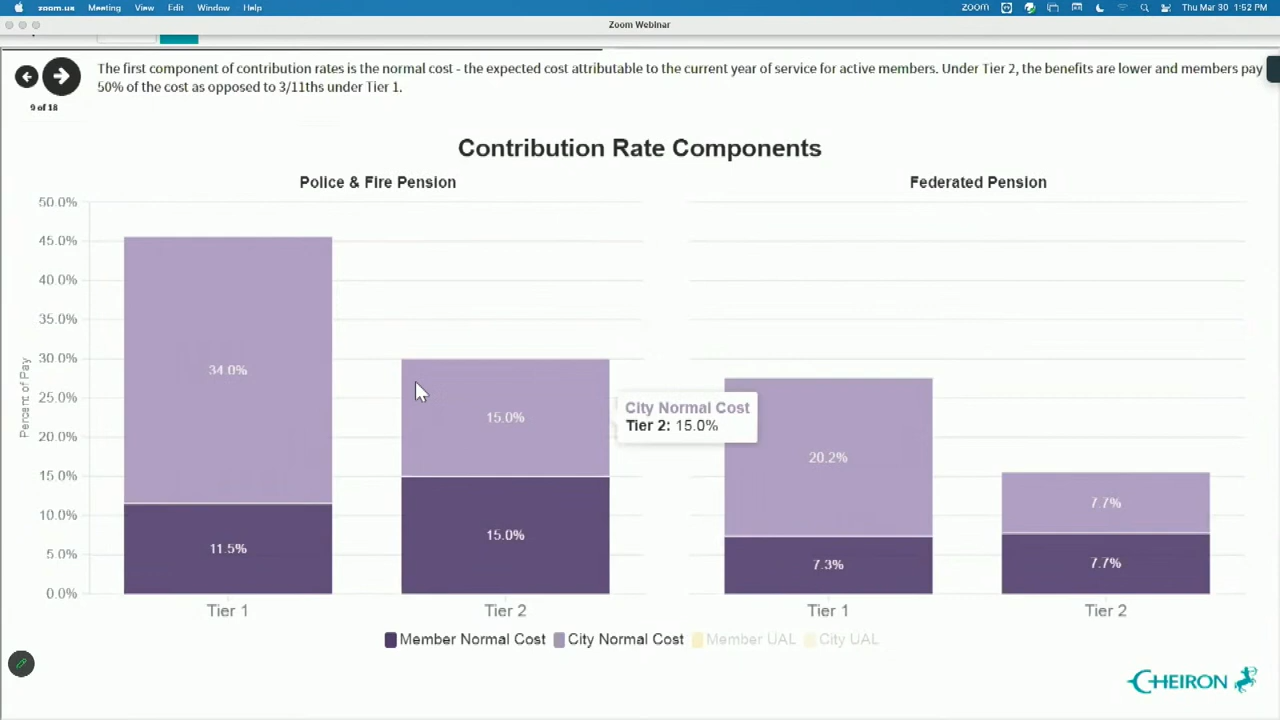 zoom.us Meeting View Edit Window Help zoom Thu Mar 30 1:52 PM
Zoom Webinar
The first component of contribution rates is the normal cost - the expected cost attributable to the current year of service for active members. Under Tier 2, the benefits are lower and members pay
50% of the cost as opposed to 3/11ths under Tier 1.
9 of 18
Contribution Rate Components
Police & Fire Pension Federated Pension
50.0%
45.0%
40.0%
35.0%
30.0%
25.0%
20.0%
15.0%
10.0%
5.0%
0.0%
Percent of Pay
34.0%
11.5%
15.0%
15.0%
City Normal Cost
Tier 2: 15.0%
20.2%
7.3%
7.7%
7.7%
Tier 1 Tier 2 Tier 1 Tier 2
Member Normal Cost City Normal Cost Member UAL City UAL
CHEIRON